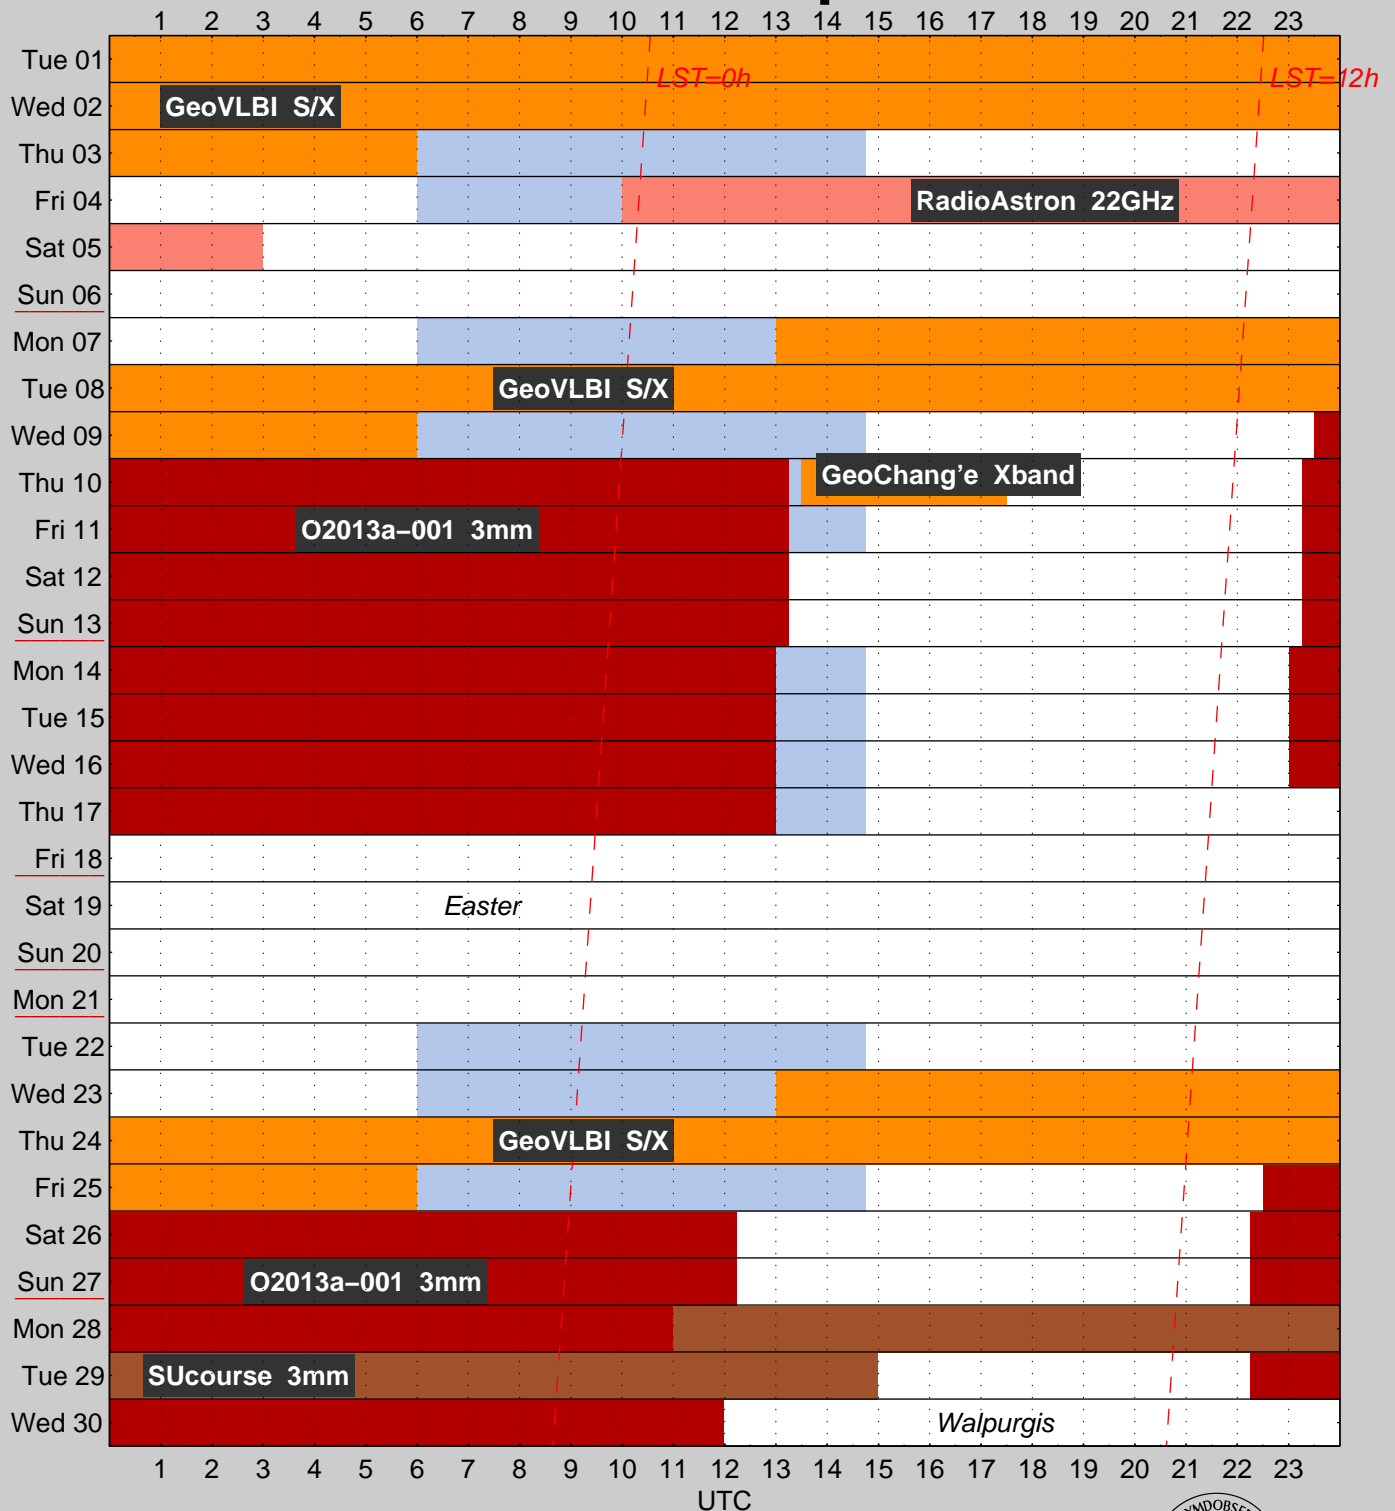 1 2 3 4 5 6 7 8 9 10 11 12 13 14 15 16 17 18 19 20 21 22 23
Tue 01
LST=0h LST=12h
Wed 02 GeoVLBI S/X
Thu 03
Fri 04 RadioAstron 22GHz
Sat 05
Sun 06
Mon 07
Tue 08 GeoVLBI S/X
Wed 09
Thu 10 GeoChang'e Xband
Fri 11 O2013a–001 3mm
Sat 12
Sun 13
Mon 14
Tue 15
Wed 16
Thu 17
Fri 18
Sat 19 Easter
Sun 20
Mon 21
Tue 22
Wed 23
Thu 24 GeoVLBI S/X
Fri 25
Sat 26
Sun 27 O2013a–001 3mm
Mon 28
Tue 29 SUcourse 3mm
Wed 30 Walpurgis
1 2 3 4 5 6 7 8 9 10 11 12 13 14 15 16 17 18 19 20 21 22 23
UTC